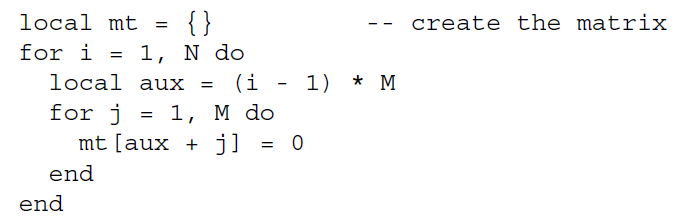 local mt = {}          -- create the matrix
for i = 1, N do
  local aux = (i - 1) * M
  for j = 1, M do
    mt[aux + j] = 0
  end
end